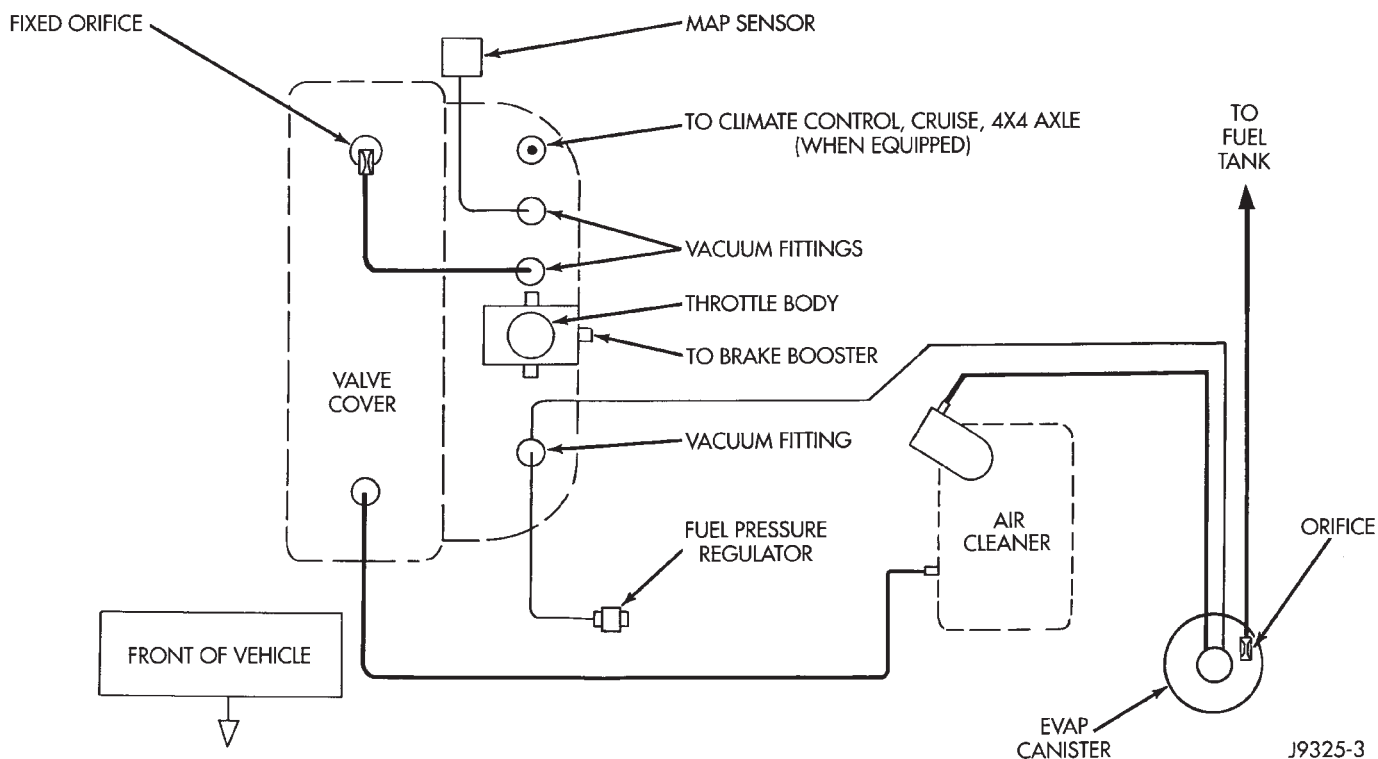 FIXED ORIFICE
MAP SENSOR
TO CLIMATE CONTROL, CRUISE, 4X4 AXLE
(WHEN EQUIPPED)
TO
FUEL
TANK
VACUUM FITTINGS
THROTTLE BODY
TO BRAKE BOOSTER
VALVE
COVER
VACUUM FITTING
FUEL PRESSURE
REGULATOR
AIR
CLEANER
ORIFICE
FRONT OF VEHICLE
EVAP
CANISTER
J9325-3